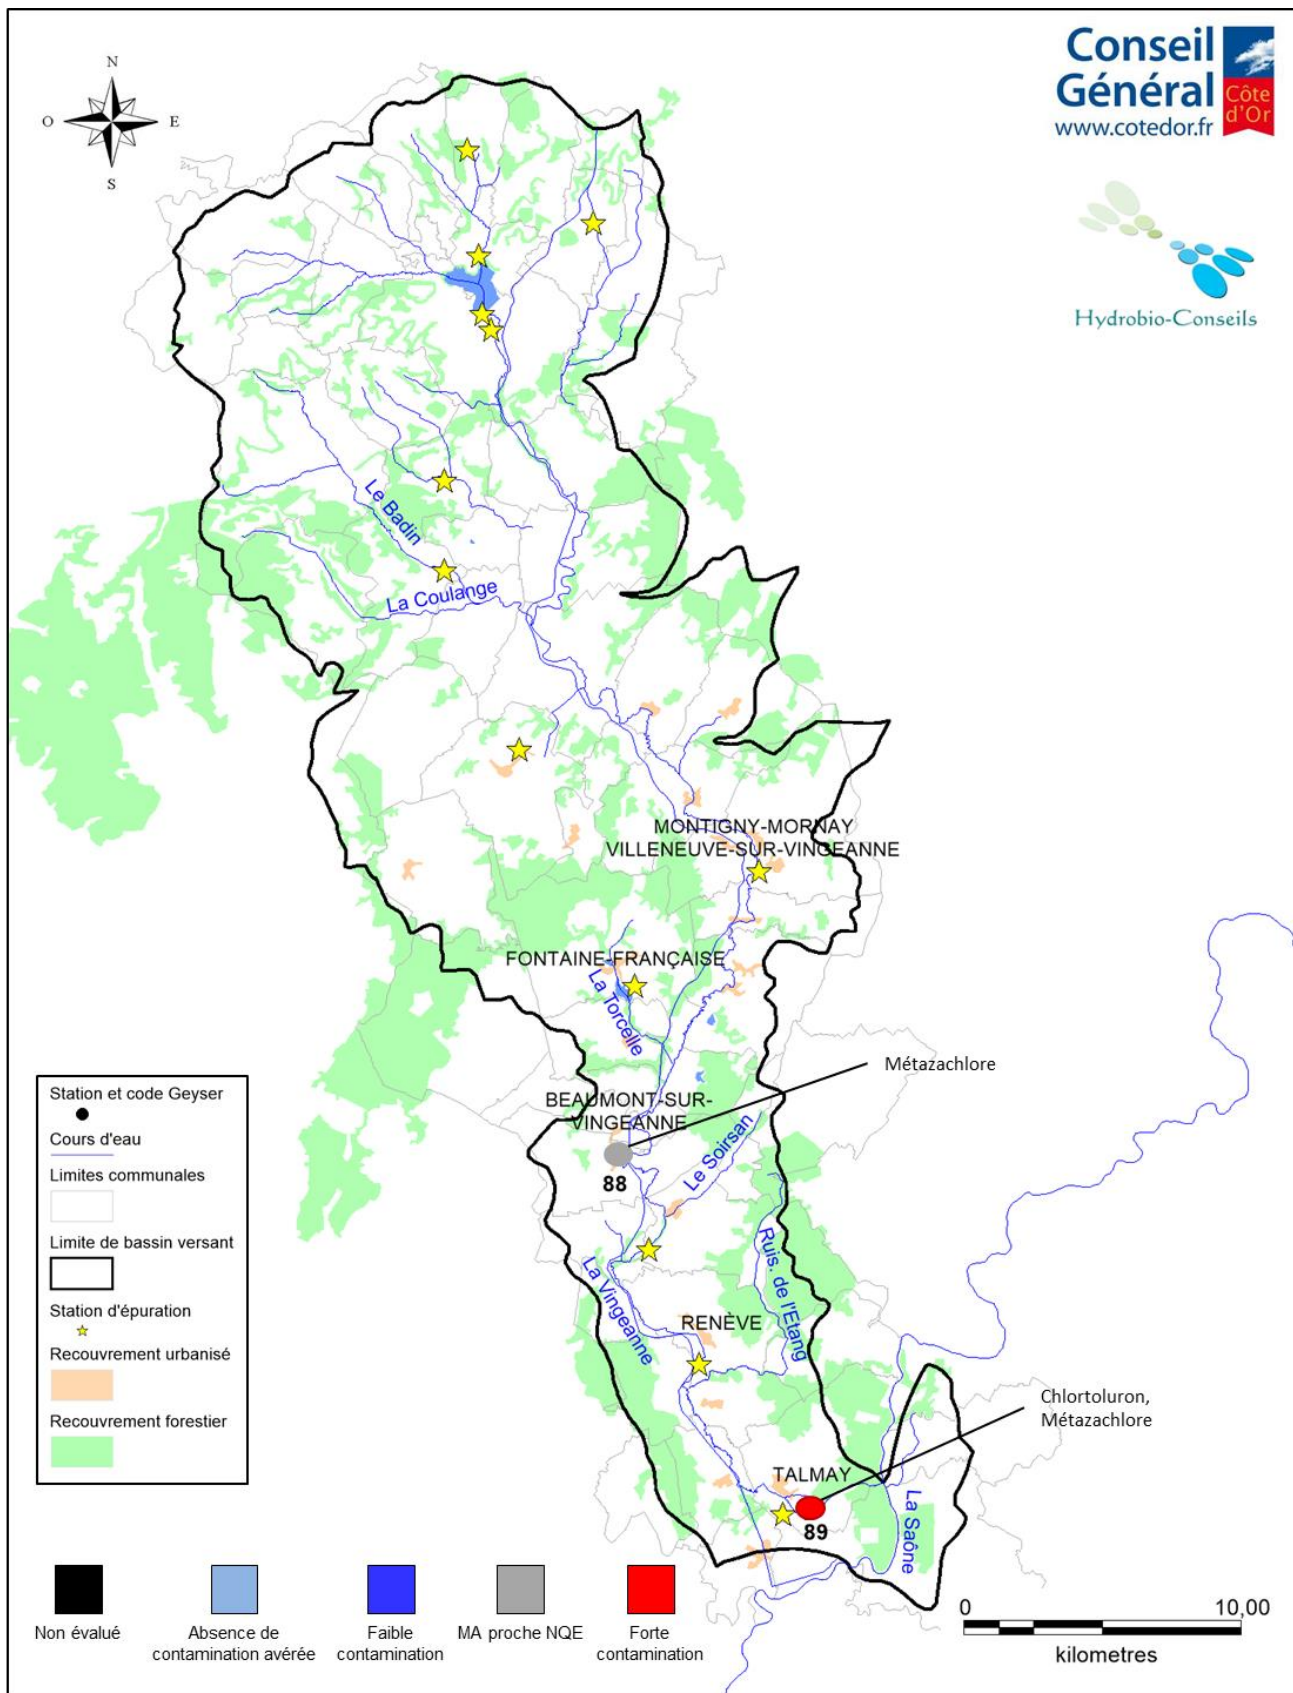 Conseil
Général
Côte
d'Or
www.cotedor.fr
N
O
E
S
Hydrobio-Conseils
Le Badin
La Coulange
MONTIGNY-MORNAY
VILLENEUVE-SUR-VINGEANNE
FONTAINE-FRANÇAISE
La Torcelle
Métazachlore
BEAUMONT-SUR-
VINGEANNE
Le Soirsan
88
La Vingeanne
Ruis. de l'Etang
RENÈVE
Chlortoluron,
Métazachlore
TALMAY
89
La Saône
Station et code Geyser
Cours d'eau
Limites communales
Limite de bassin versant
Station d'épuration
Recouvrement urbanisé
Recouvrement forestier
Non évalué
Absence de
contamination avérée
Faible
contamination
MA proche NQE
Forte
contamination
0
10,00
kilometres